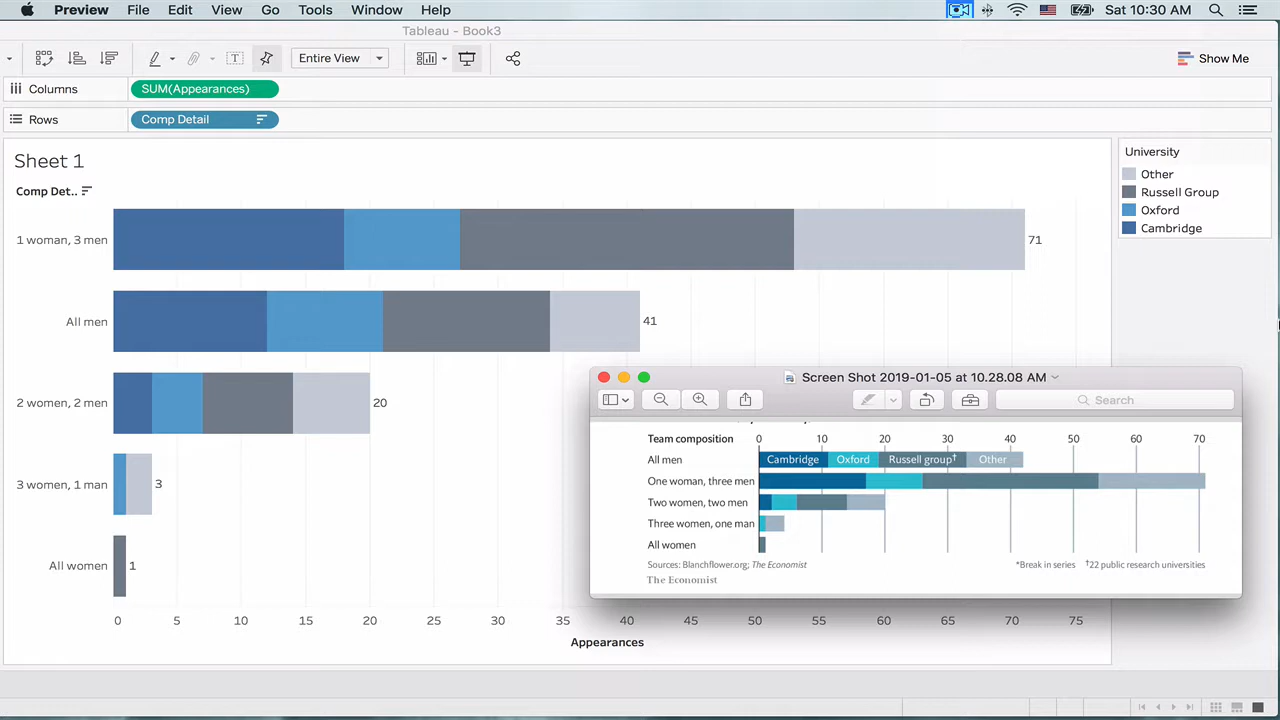 Preview File Edit View Go Tools Window Help Sat 10:30 AM
Tableau - Book3
T Entire View Show Me
Columns SUM(Appearances)
Rows Comp Detail
Sheet 1
Comp Det..
1 woman, 3 men 71
All men 41
2 women, 2 men 20
3 women, 1 man 3
All women 1
0 5 10 15 20 25 30 35 40 45 50 55 60 65 70 75
Appearances
University
Other
Russell Group
Oxford
Cambridge
Screen Shot 2019-01-05 at 10.28.08 AM
Search
Team composition 0 10 20 30 40 50 60 70
All men Cambridge Oxford Russell group† Other
One woman, three men
Two women, two men
Three women, one man
All women
Sources: Blanchflower.org; The Economist *Break in series †22 public research universities
The Economist